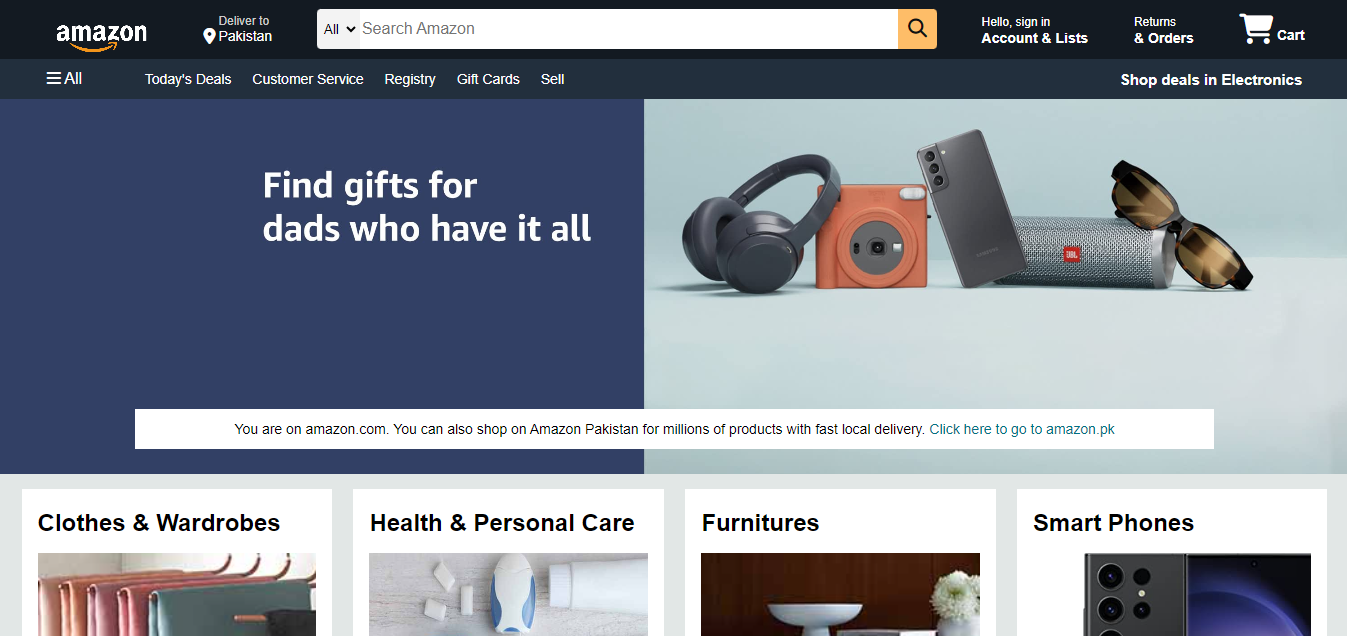 amazon
Deliver to
Pakistan
All
Search Amazon
Hello, sign in
Account & Lists
Returns
& Orders
Cart
All
Today's Deals
Customer Service
Registry
Gift Cards
Sell
Shop deals in Electronics
Find gifts for
dads who have it all
JBL
You are on amazon.com. You can also shop on Amazon Pakistan for millions of products with fast local delivery. Click here to go to amazon.pk
Clothes & Wardrobes
Health & Personal Care
Furnitures
Smart Phones